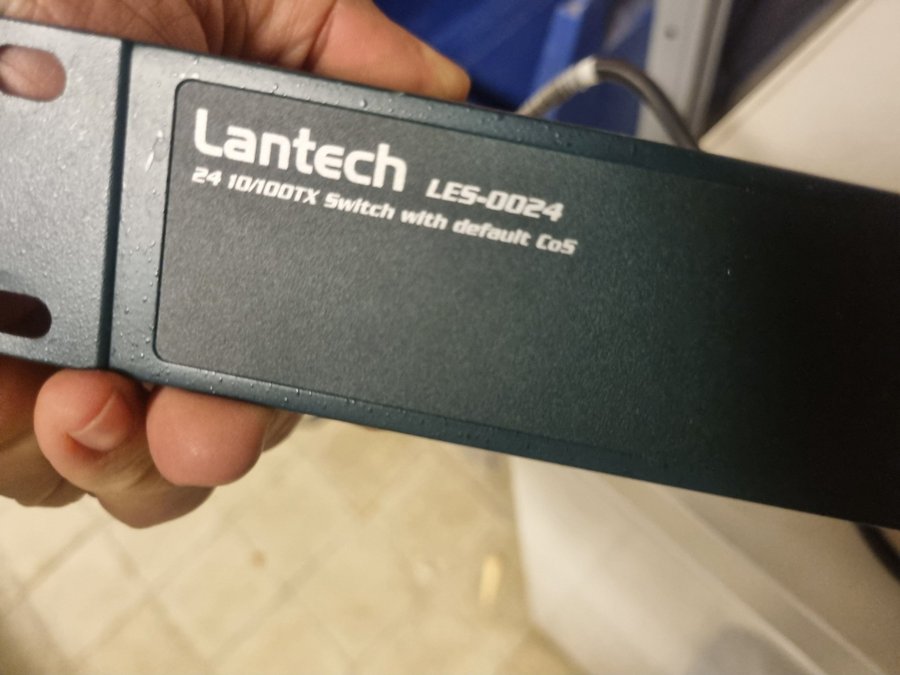 Lantech LES-0024
24 10/100TX Switch with default CoS